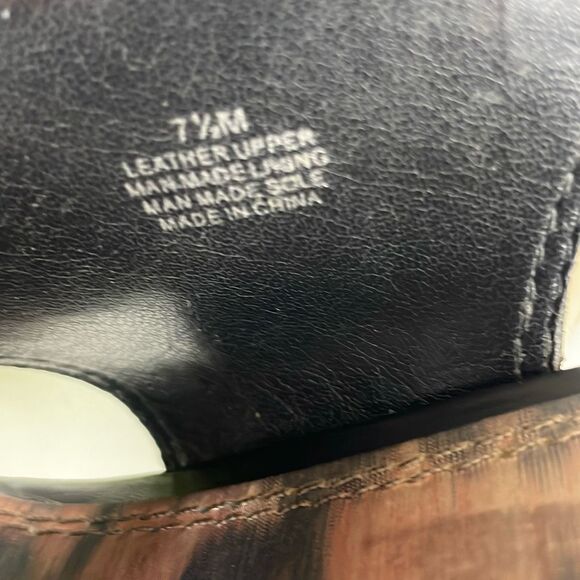 7½M
LEATHER UPPER
MAN MADE LINING
MAN MADE SOLE
MADE IN CHINA